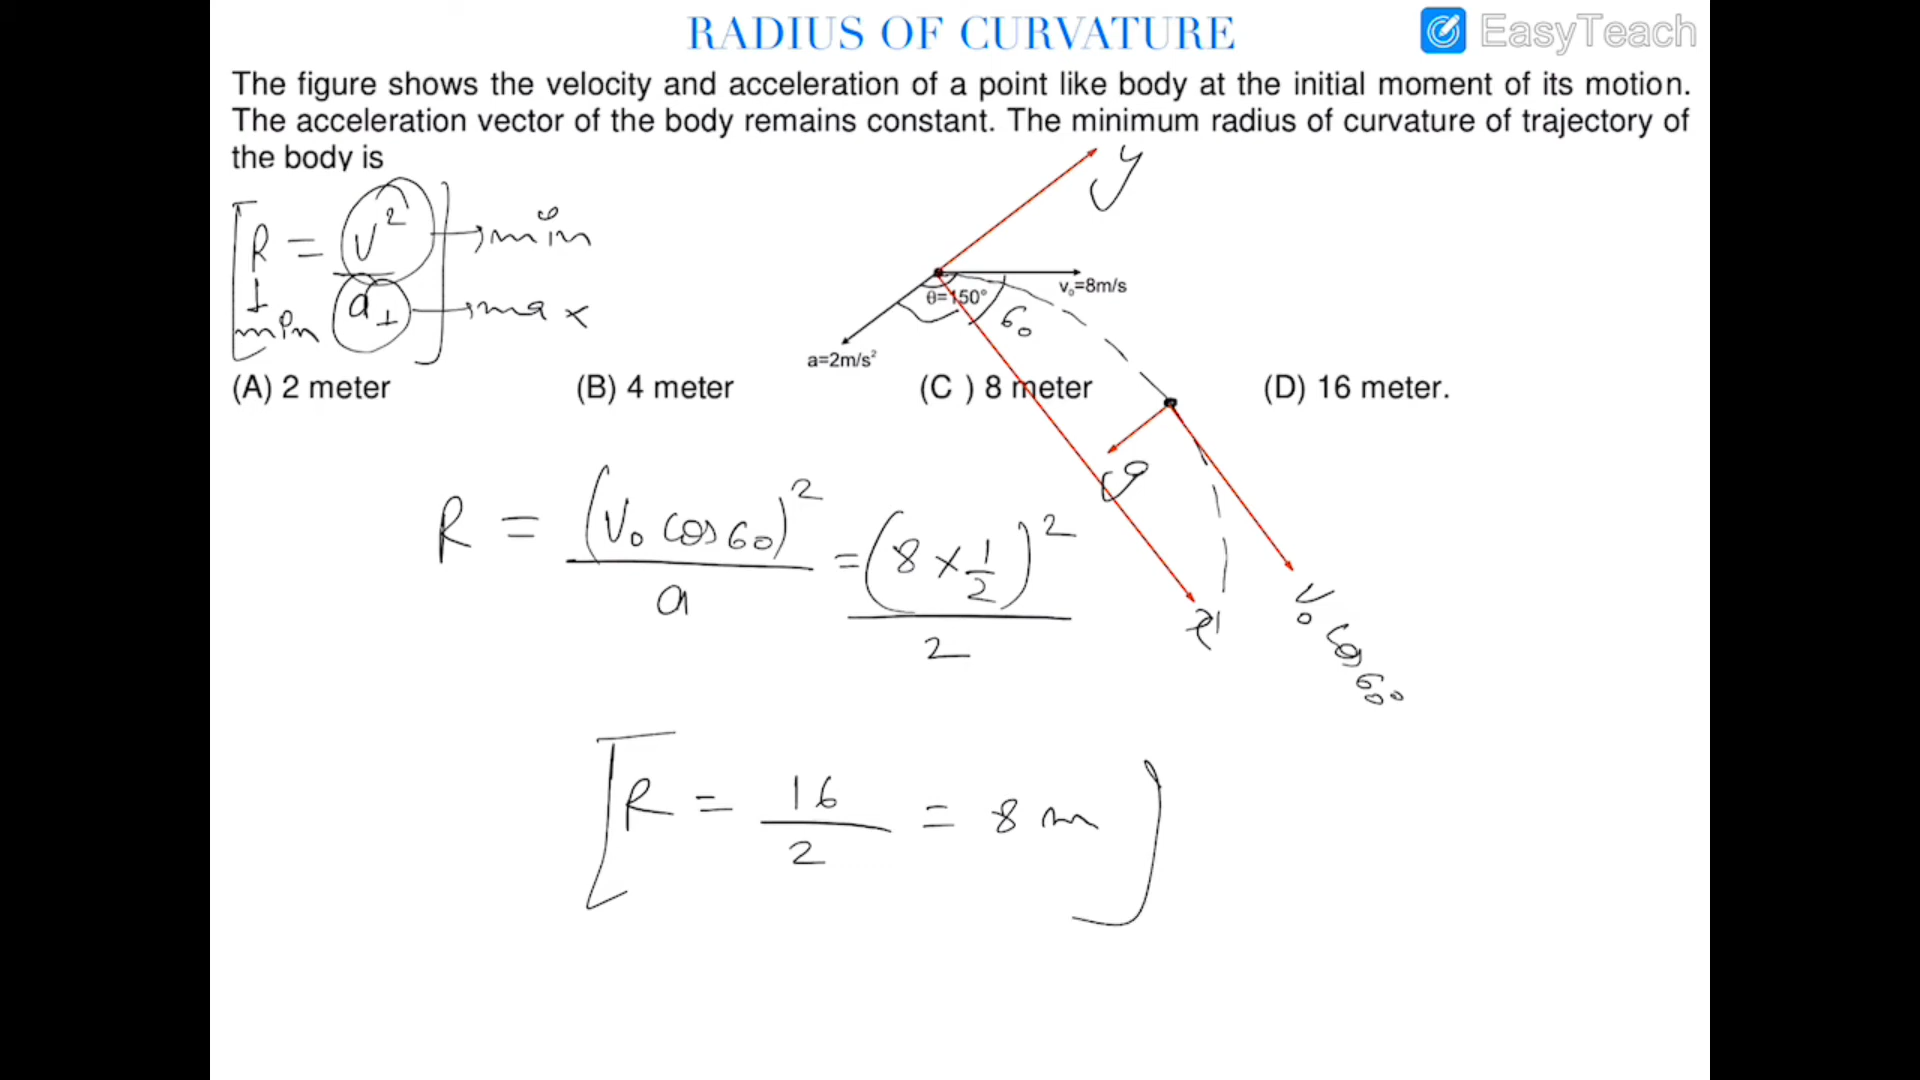 RADIUS OF CURVATURE
EasyTeach
The figure shows the velocity and acceleration of a point like body at the initial moment of its motion.
The acceleration vector of the body remains constant. The minimum radius of curvature of trajectory of
the body is
y
R = v² → min
min a⊥ → max
v₀=8m/s
θ=150°
60
a=2m/s²
(A) 2 meter (B) 4 meter (C ) 8 meter (D) 16 meter.
a
R = (v₀ cos60)² / a = (8 × 1/2)² / 2
x
v₀ cos 60°
R = 16/2 = 8 m